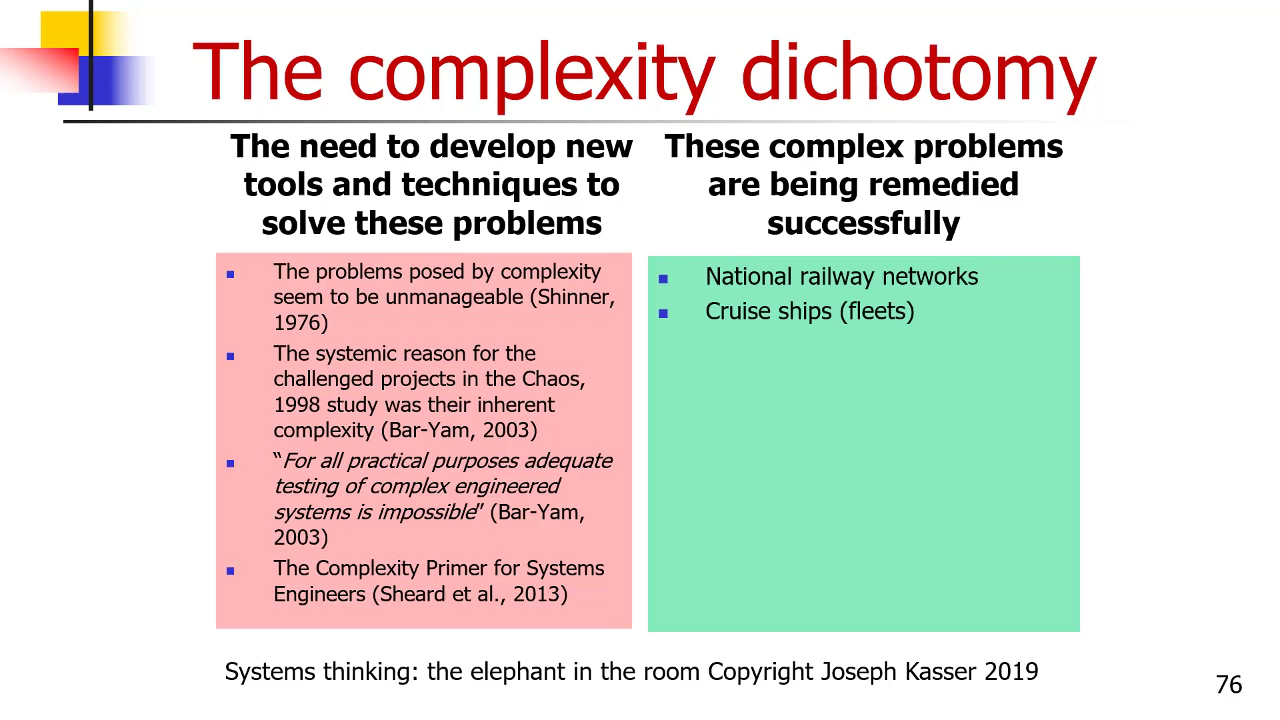 The complexity dichotomy
The need to develop new
tools and techniques to
solve these problems
The problems posed by complexity
seem to be unmanageable (Shinner,
1976)
The systemic reason for the
challenged projects in the Chaos,
1998 study was their inherent
complexity (Bar-Yam, 2003)
“For all practical purposes adequate
testing of complex engineered
systems is impossible” (Bar-Yam,
2003)
The Complexity Primer for Systems
Engineers (Sheard et al., 2013)
These complex problems
are being remedied
successfully
National railway networks
Cruise ships (fleets)
Systems thinking: the elephant in the room Copyright Joseph Kasser 2019
76